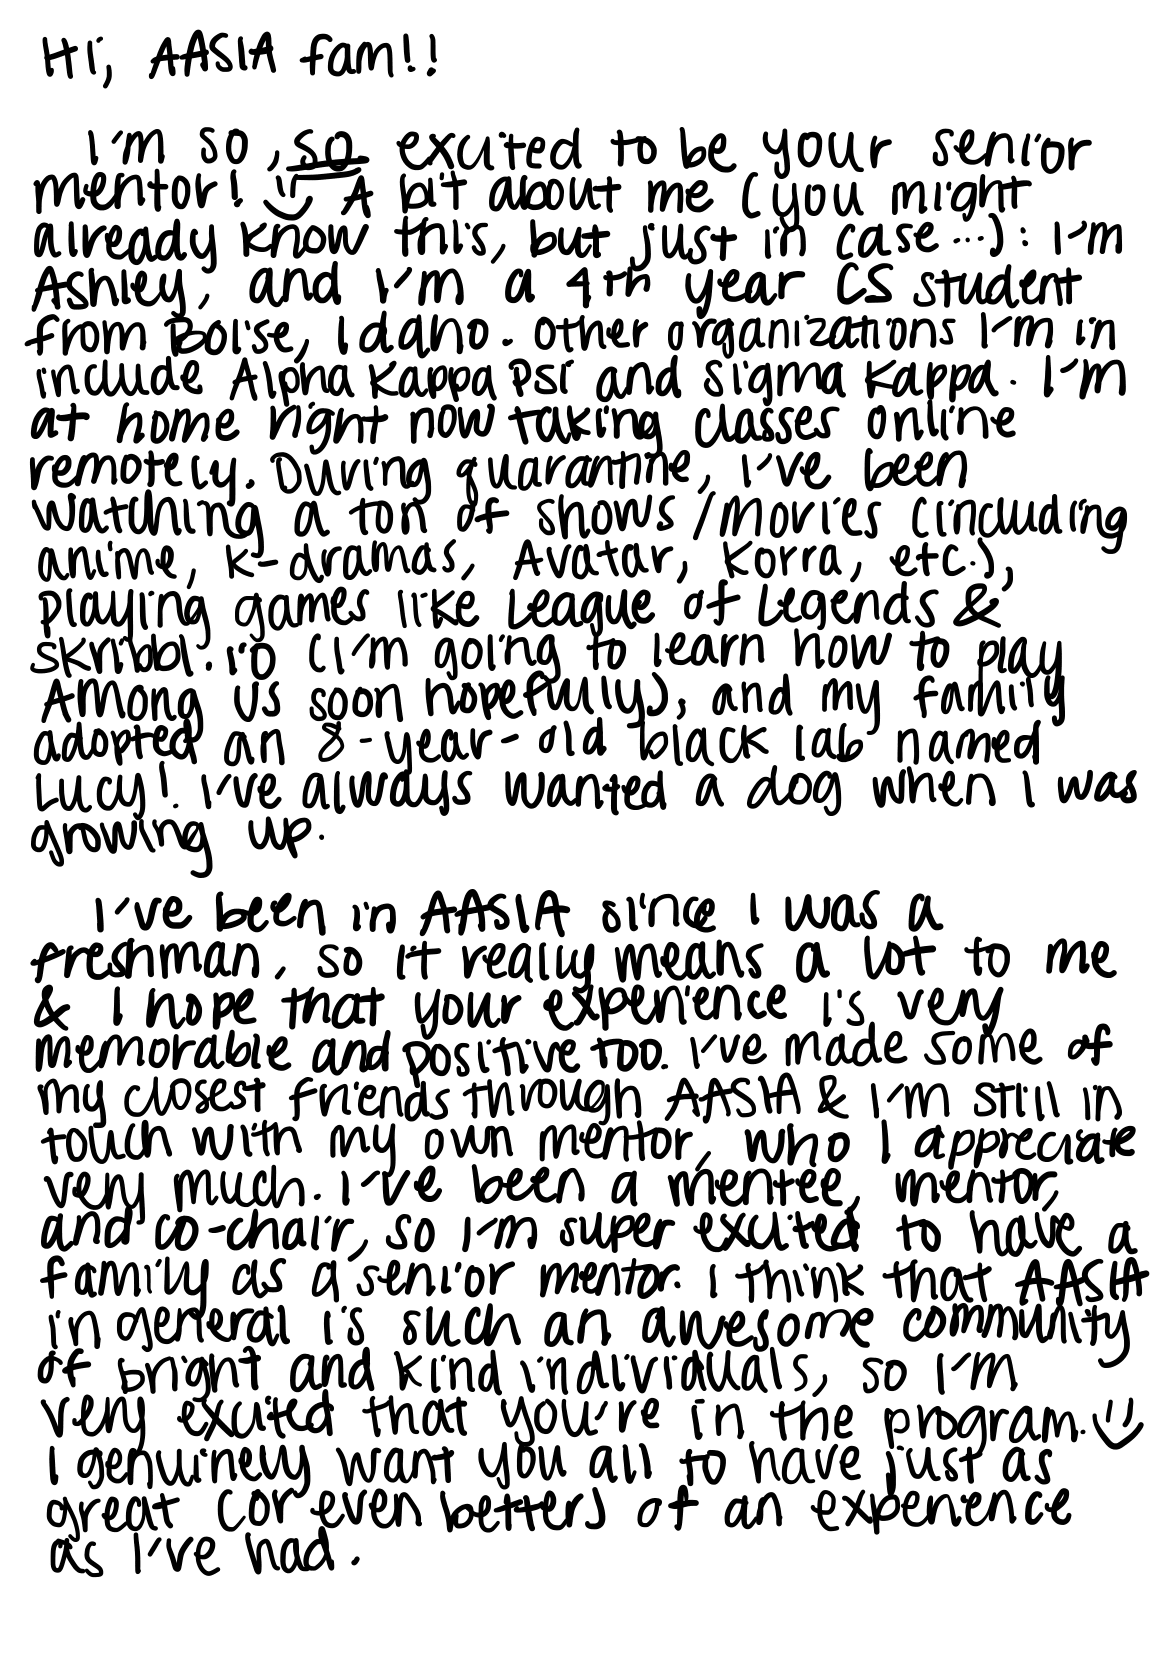 Hi, AASIA fam!!
I'm so, so excited to be your senior
mentor! A bit about me (you might
already know this, but just in case...): I'm
Ashley, and I'm a 4th year CS student
from Boise, Idaho. Other organizations I'm in
include Alpha Kappa Psi and Sigma Kappa. I'm
at home right now taking classes online
remotely. During quarantine, I've been
watching a ton of shows/movies (including
anime, k-dramas, Avatar, Korra, etc.),
playing games like League of Legends &
skribbl.io (I'm going to learn how to play
Among Us soon hopefully), and my family
adopted an 8-year-old black lab named
Lucy! I've always wanted a dog when I was
growing up.
I've been in AASIA since I was a
freshman, so it really means a lot to me
& I hope that your experience is very
memorable and positive too. I've made some of
my closest friends through AASIA & I'm still in
touch with my own mentor, who I appreciate
very much. I've been a mentee, mentor,
and co-chair, so I'm super excited to have a
family as a senior mentor. I think that AASIA
in general is such an awesome community
of bright and kind individuals, so I'm
very excited that you're in the program.
I genuinely want you all to have just as
great (or even better) of an experience
as I've had.